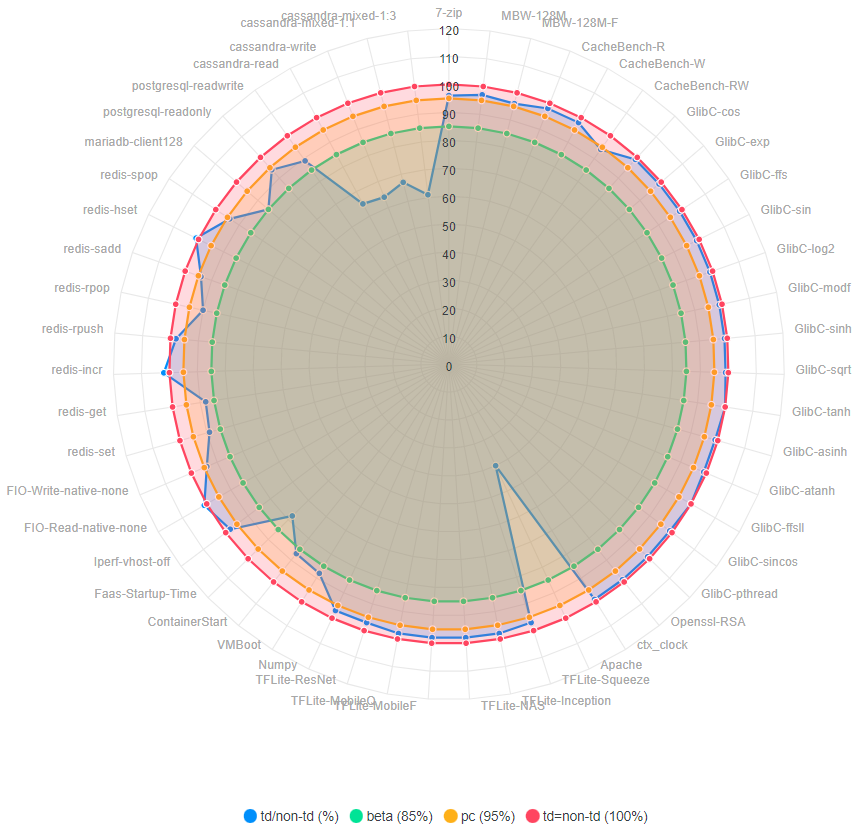 7-zip
MBW-128M
MBW-128M-F
CacheBench-R
CacheBench-W
CacheBench-RW
GlibC-cos
GlibC-exp
GlibC-ffs
GlibC-sin
GlibC-log2
GlibC-modf
GlibC-sinh
GlibC-sqrt
GlibC-tanh
GlibC-asinh
GlibC-atanh
GlibC-ffsll
GlibC-sincos
GlibC-pthread
Openssl-RSA
ctx_clock
Apache
TFLite-Squeeze
TFLite-Inception
TFLite-NAS
TFLite-MobileF
TFLite-MobileQ
TFLite-ResNet
Numpy
VMBoot
ContainerStart
Faas-Startup-Time
Iperf-vhost-off
FIO-Read-native-none
FIO-Write-native-none
redis-set
redis-get
redis-incr
redis-rpush
redis-rpop
redis-sadd
redis-hset
redis-spop
mariadb-client128
postgresql-readonly
postgresql-readwrite
cassandra-read
cassandra-write
cassandra-mixed-1:1
cassandra-mixed-1:3
120
110
100
90
80
70
60
50
40
30
20
10
0
td/non-td (%) beta (85%) pc (95%) td=non-td (100%)